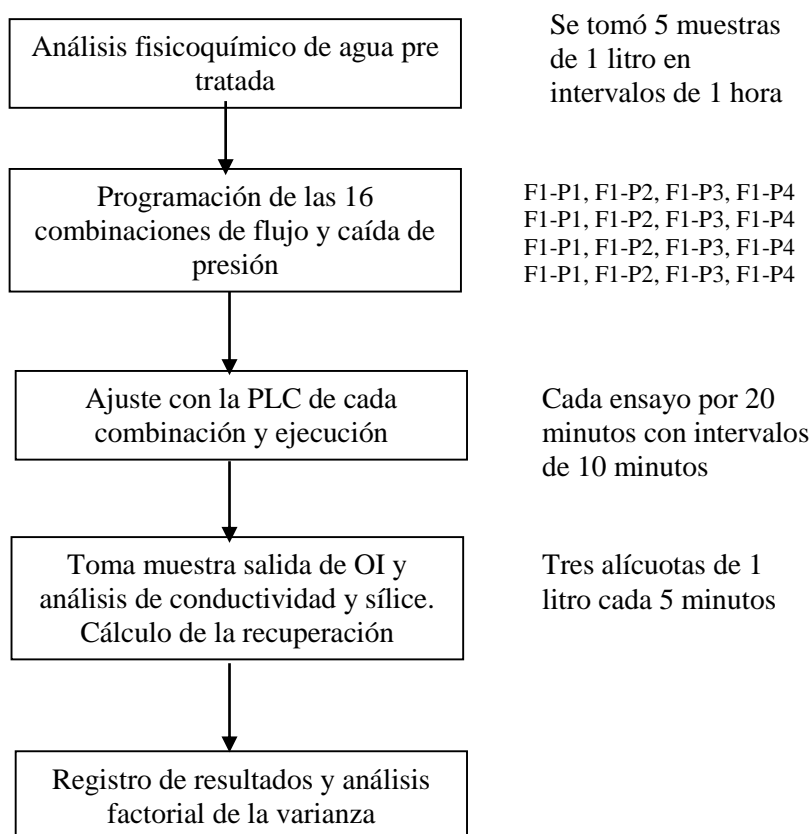 Análisis fisicoquímico de agua pre
tratada
Se tomó 5 muestras
de 1 litro en
intervalos de 1 hora
Programación de las 16
combinaciones de flujo y caída de
presión
F1-P1, F1-P2, F1-P3, F1-P4
F1-P1, F1-P2, F1-P3, F1-P4
F1-P1, F1-P2, F1-P3, F1-P4
F1-P1, F1-P2, F1-P3, F1-P4
Ajuste con la PLC de cada
combinación y ejecución
Cada ensayo por 20
minutos con intervalos
de 10 minutos
Toma muestra salida de OI y
análisis de conductividad y sílice.
Cálculo de la recuperación
Tres alícuotas de 1
litro cada 5 minutos
Registro de resultados y análisis
factorial de la varianza